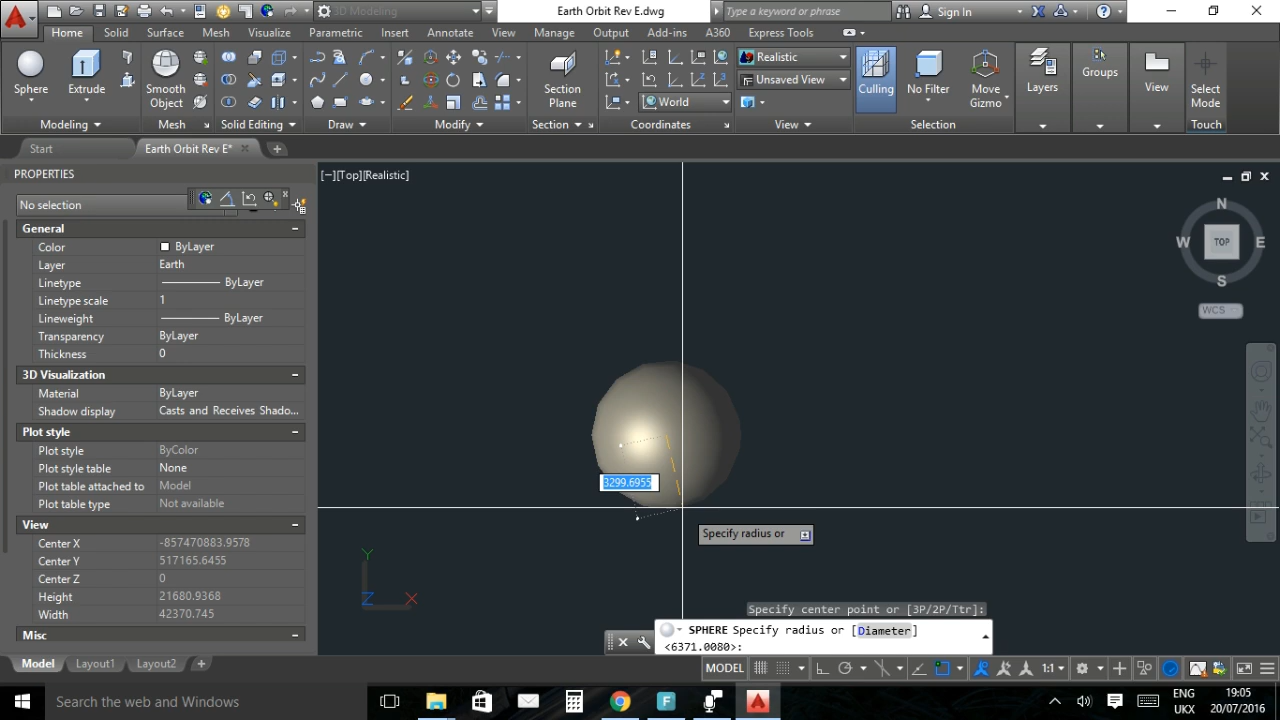 3D Modeling
Earth Orbit Rev E.dwg
Type a keyword or phrase
Sign In
Home
Solid
Surface
Mesh
Visualize
Parametric
Insert
Annotate
View
Manage
Output
Add-ins
A360
Express Tools
Sphere
Extrude
Smooth Object
Section Plane
World
Realistic
Unsaved View
Culling
No Filter
Move Gizmo
Layers
Groups
View
Select Mode
Modeling
Mesh
Solid Editing
Draw
Modify
Section
Coordinates
View
Selection
Touch
Start
Earth Orbit Rev E*
PROPERTIES
No selection
General
Color ByLayer
Layer Earth
Linetype ByLayer
Linetype scale 1
Lineweight ByLayer
Transparency ByLayer
Thickness 0
3D Visualization
Material ByLayer
Shadow display Casts and Receives Shado...
Plot style
Plot style ByColor
Plot style table None
Plot table attached to Model
Plot table type Not available
View
Center X -857470883.9578
Center Y 517165.6455
Center Z 0
Height 21680.9368
Width 42370.745
Misc
[−][Top][Realistic]
N
W TOP E
S
WCS
3299.6955
Specify radius or
Y
Z X
Specify center point or [3P/2P/Ttr]:
SPHERE Specify radius or [Diameter]
<6371.0080>:
Model
Layout1
Layout2
MODEL
1:1
Search the web and Windows
ENG
UKX
19:05
20/07/2016